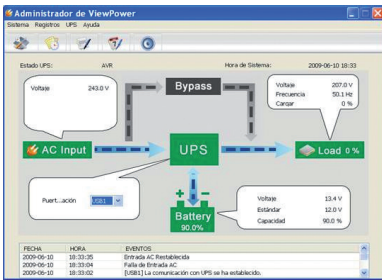 Administrador de ViewPower
Sistema Registros UPS Ayuda
Estado UPS: AVR Hora de Sistema: 2009-06-10 18:33
Voltaje 243.0 V
Bypass
Voltaje 207.0 V
Frecuencia 50.1 Hz
Cargar 0 %
AC Input
UPS
Load 0 %
Puert...ación USB1
Battery
90.0%
Voltaje 13.4 V
Estándar 12.0 V
Capacidad 90.0 %
FECHA HORA EVENTOS
2009-06-10 18:33:35 Entrada AC Restablecida
2009-06-10 18:33:04 Falla de Entrada AC
2009-06-10 18:33:02 [USB1] La comunicación con UPS se ha establecido.